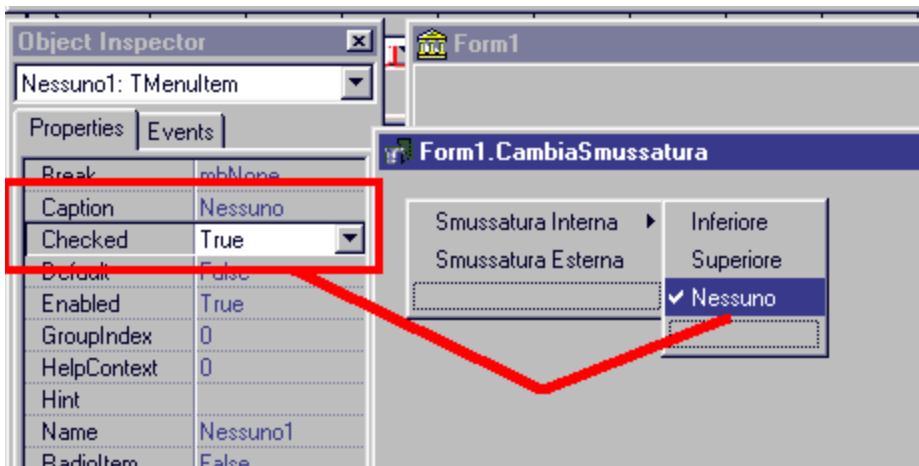 Object Inspector
Nessuno1: TMenuItem
Properties Events
Break mbNone
Caption Nessuno
Checked True
Default False
Enabled True
GroupIndex 0
HelpContext 0
Hint
Name Nessuno1
RadioItem False
Form1
Form1.CambiaSmussatura
Smussatura Interna
Smussatura Esterna
Inferiore
Superiore
Nessuno